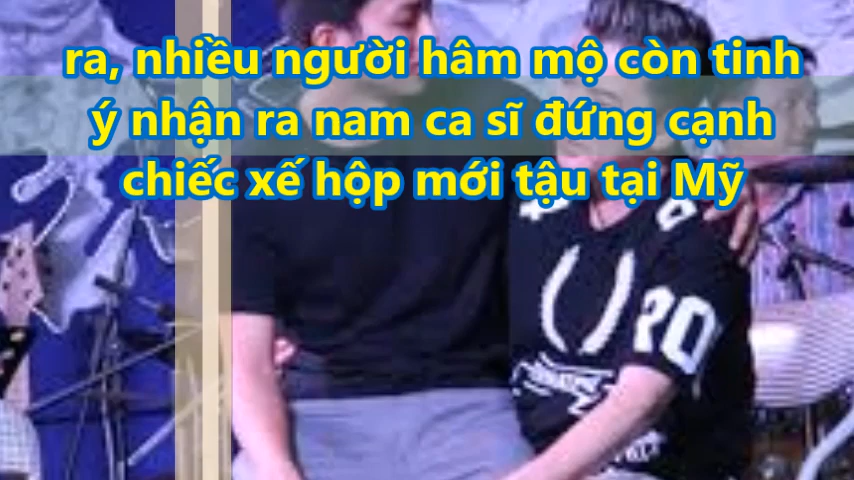 ra, nhiều người hâm mộ còn tinh
ý nhận ra nam ca sĩ đứng cạnh
chiếc xế hộp mới tậu tại Mỹ
20